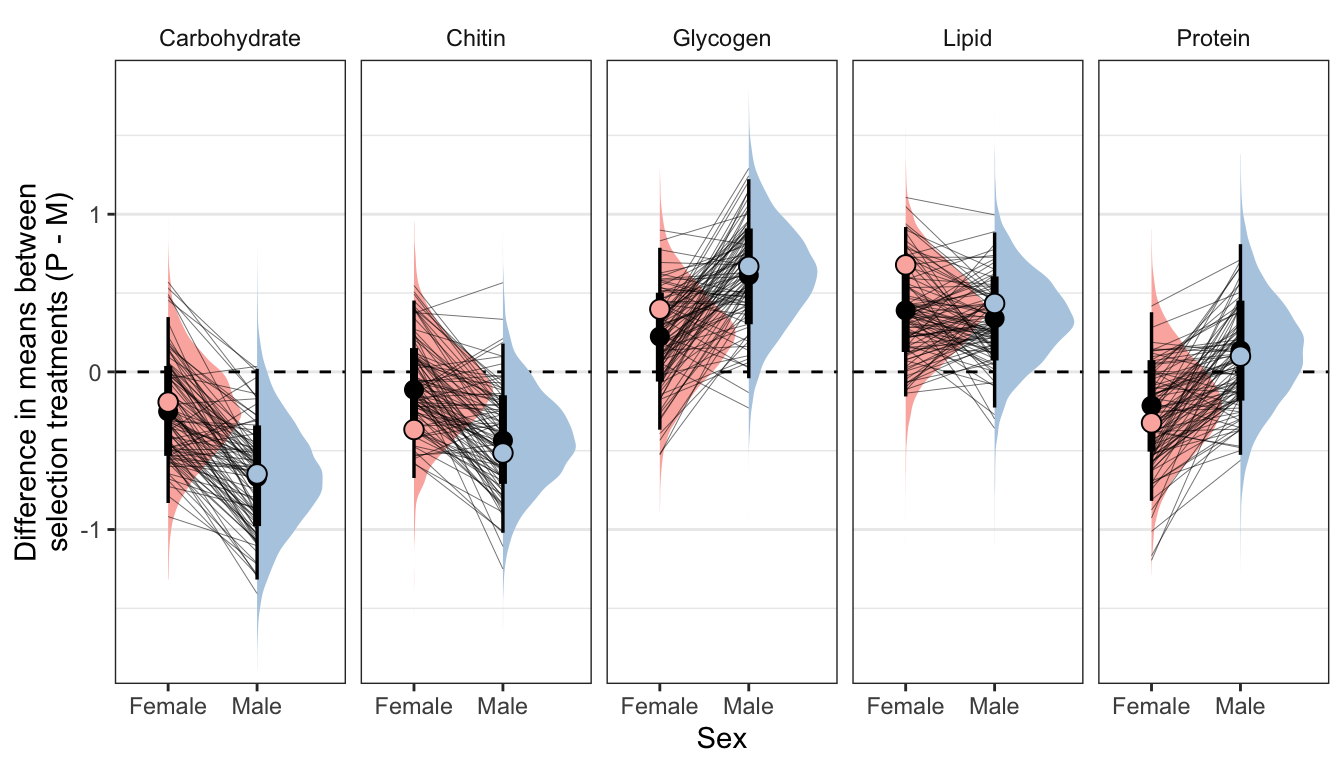 Carbohydrate Chitin Glycogen Lipid Protein
Difference in means between
selection treatments (P - M)
1
0
-1
Female Male Female Male Female Male Female Male Female Male
Sex